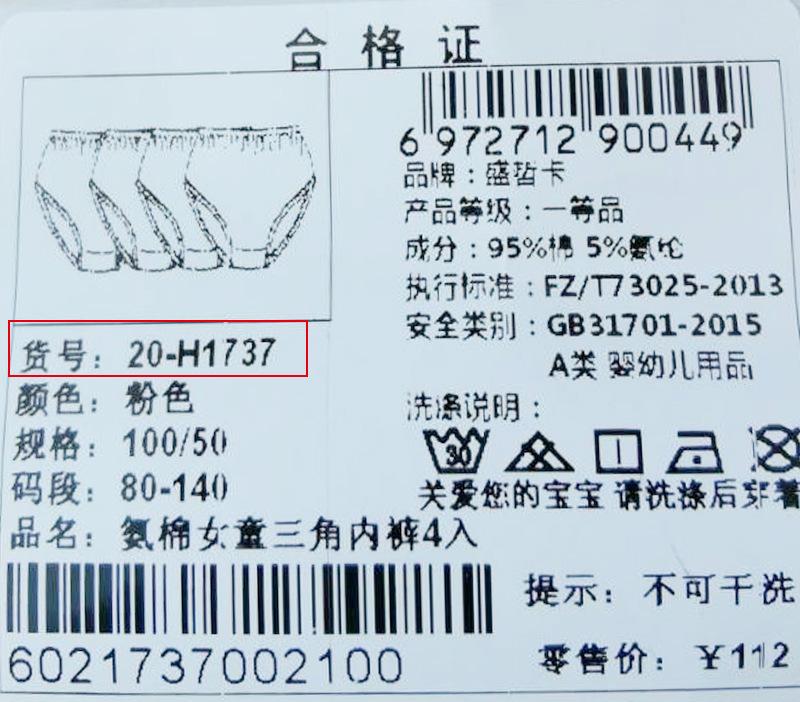 合格证
6 972712 900449
品牌：盛哲卡
产品等级：一等品
成分：95%棉 5%氨纶
执行标准：FZ/T73025-2013
安全类别：GB31701-2015
A类 婴幼儿用品
洗涤说明：
30
关爱您的宝宝 请洗涤后穿着
货号：20-H1737
颜色：粉色
规格：100/50
码段：80-140
品名：氨棉女童三角内裤4入
6021737002100
提示：不可干洗
零售价：￥112